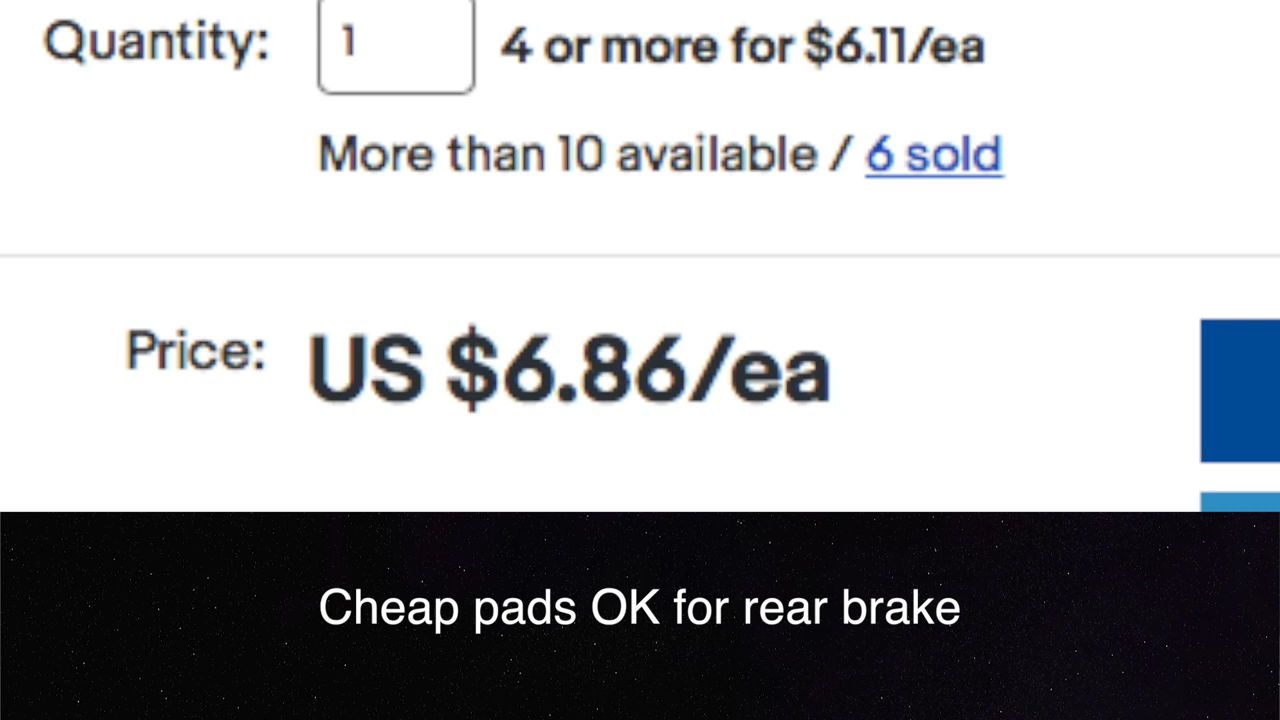 Quantity: 1 4 or more for $6.11/ea
More than 10 available / 6 sold
Price: US $6.86/ea
Cheap pads OK for rear brake